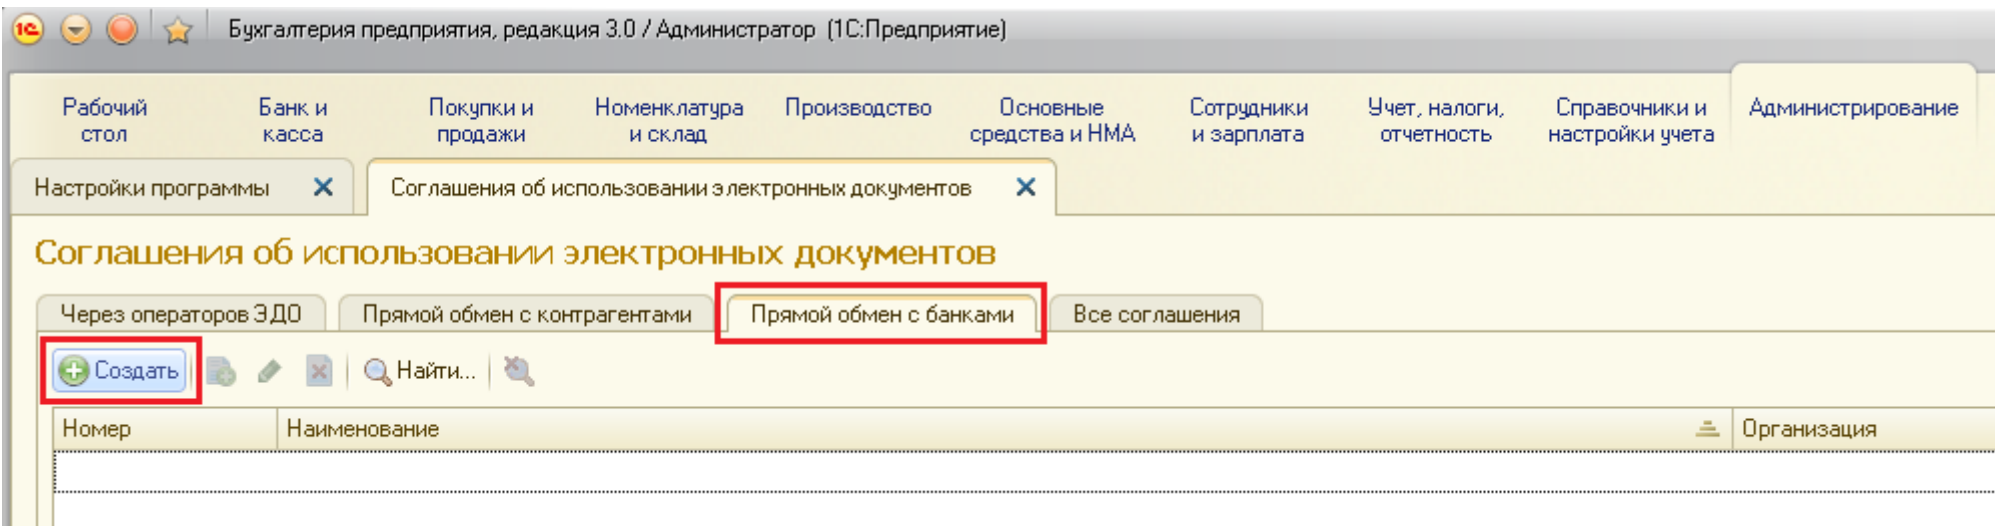 1С Бухгалтерия предприятия, редакция 3.0 / Администратор (1С:Предприятие)
Рабочий стол
Банк и касса
Покупки и продажи
Номенклатура и склад
Производство
Основные средства и НМА
Сотрудники и зарплата
Учет, налоги, отчетность
Справочники и настройки учета
Администрирование
Настройки программы
Соглашения об использовании электронных документов
Соглашения об использовании электронных документов
Через операторов ЭДО
Прямой обмен с контрагентами
Прямой обмен с банками
Все соглашения
Создать
Найти...
Номер
Наименование
Организация